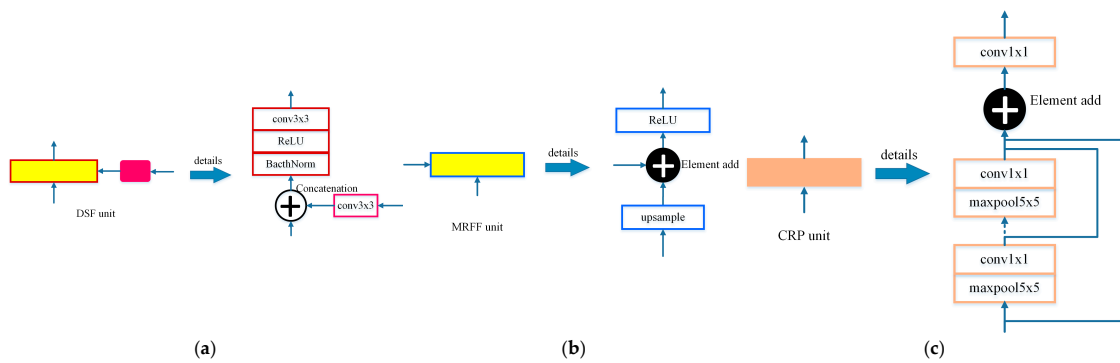 DSF unit
details
conv3x3
ReLU
BacthNorm
Concatenation
conv3x3
(a)
MRFF unit
details
ReLU
Element add
upsample
(b)
CRP unit
details
conv1x1
Element add
conv1x1
maxpool5x5
conv1x1
maxpool5x5
(c)